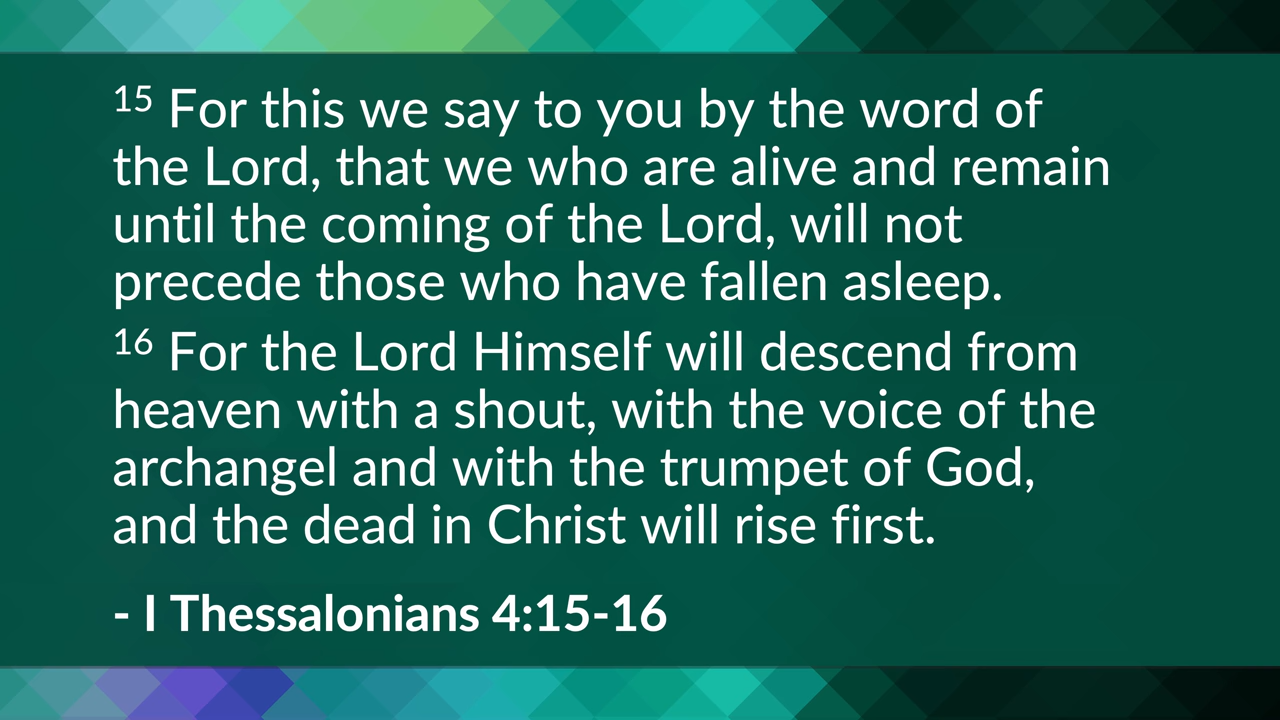 15 For this we say to you by the word of
the Lord, that we who are alive and remain
until the coming of the Lord, will not
precede those who have fallen asleep.
16 For the Lord Himself will descend from
heaven with a shout, with the voice of the
archangel and with the trumpet of God,
and the dead in Christ will rise first.
- I Thessalonians 4:15-16